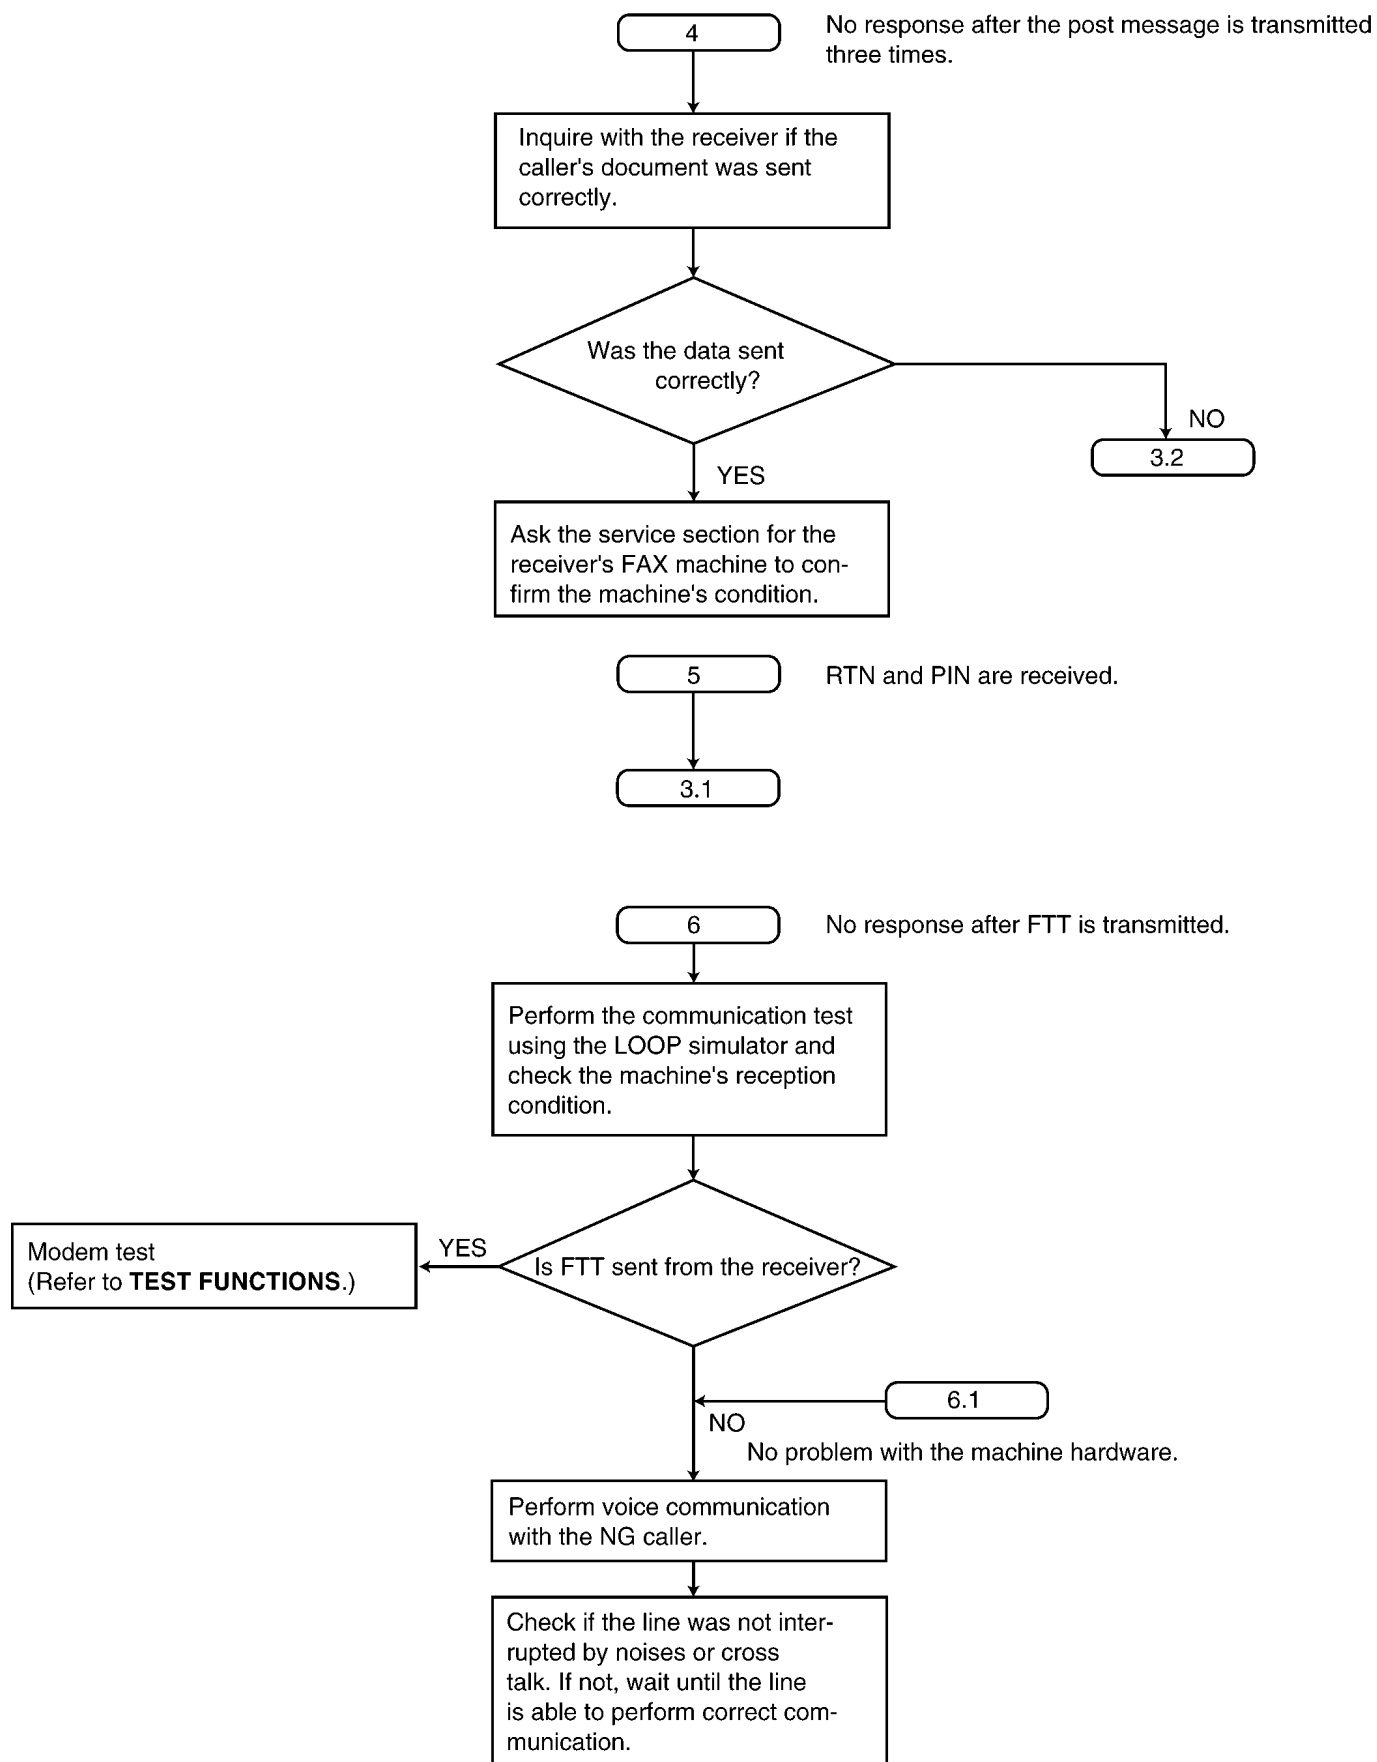 4
No response after the post message is transmitted
three times.
Inquire with the receiver if the
caller's document was sent
correctly.
Was the data sent
correctly?
NO
3.2
YES
Ask the service section for the
receiver's FAX machine to con-
firm the machine's condition.
5
RTN and PIN are received.
3.1
6
No response after FTT is transmitted.
Perform the communication test
using the LOOP simulator and
check the machine's reception
condition.
Is FTT sent from the receiver?
YES
Modem test
(Refer to TEST FUNCTIONS.)
6.1
NO
No problem with the machine hardware.
Perform voice communication
with the NG caller.
Check if the line was not inter-
rupted by noises or cross
talk. If not, wait until the line
is able to perform correct com-
munication.